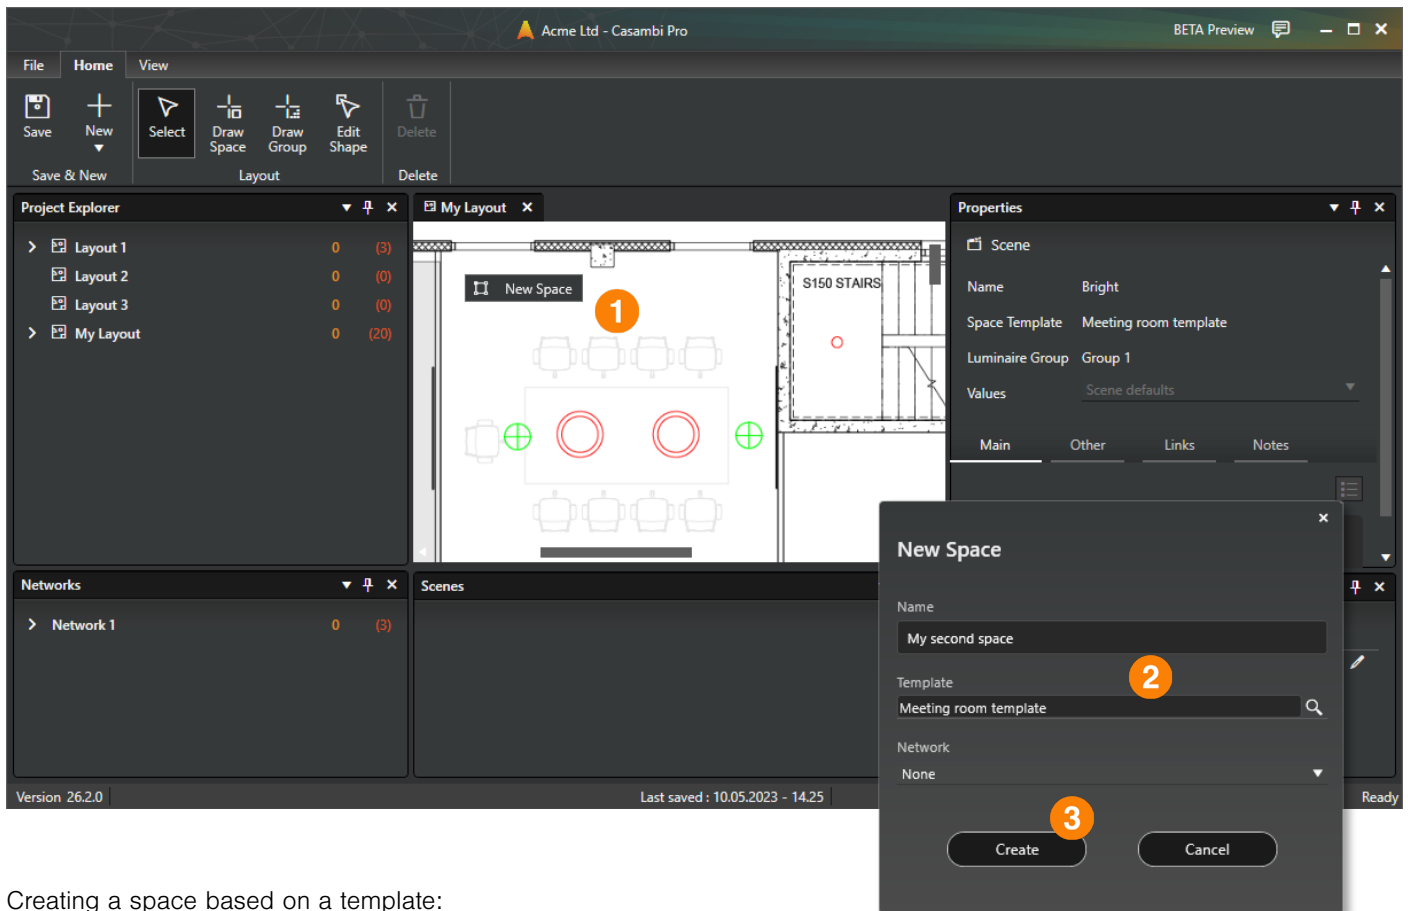 Acme Ltd - Casambi Pro
BETA Preview
File Home View
Save New Select Draw Space Draw Group Edit Shape Delete
Save & New Layout Delete
Project Explorer
Layout 1 0 (3)
Layout 2 0 (0)
Layout 3 0 (0)
My Layout 0 (20)
My Layout
New Space
1
S150 STAIRS
Properties
Scene
Name Bright
Space Template Meeting room template
Luminaire Group Group 1
Values Scene defaults
Main Other Links Notes
Networks
Network 1 0 (3)
Scenes
New Space
Name
My second space
2
Template
Meeting room template
Network
None
3
Create Cancel
Version 26.2.0
Last saved : 10.05.2023 - 14.25
Ready
Creating a space based on a template: